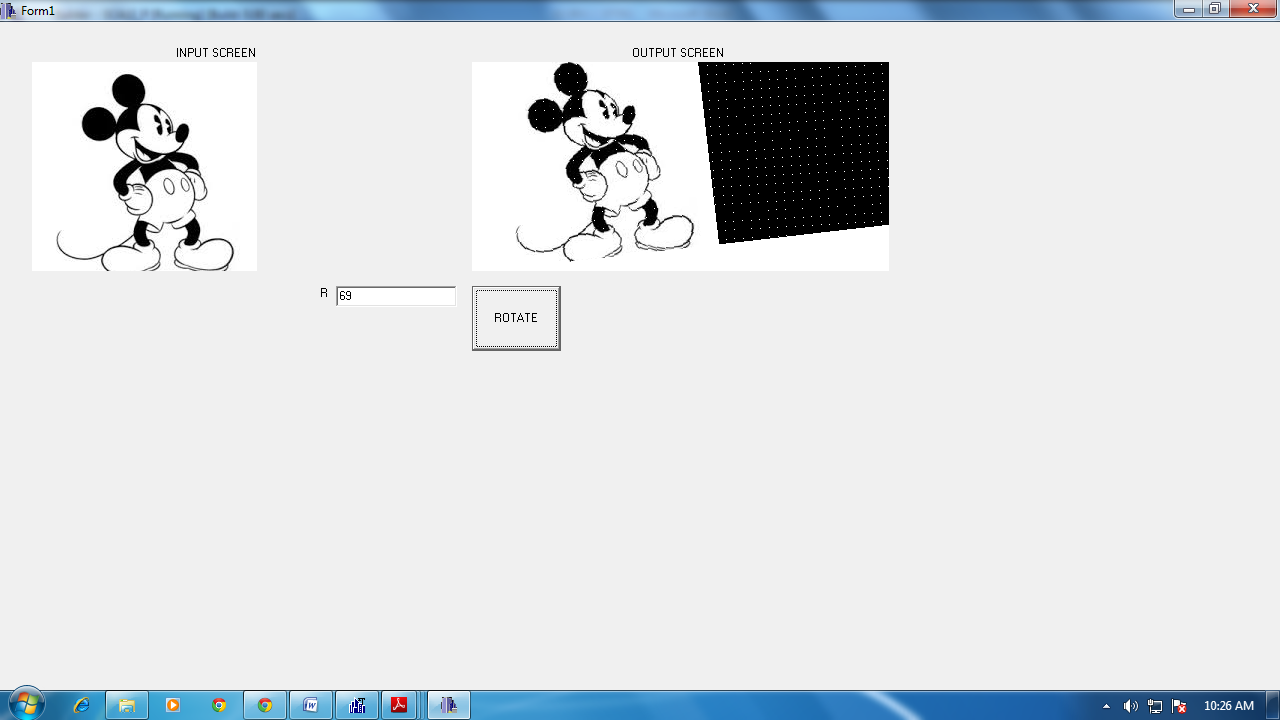 Form1
INPUT SCREEN
OUTPUT SCREEN
R
69
ROTATE
10:26 AM